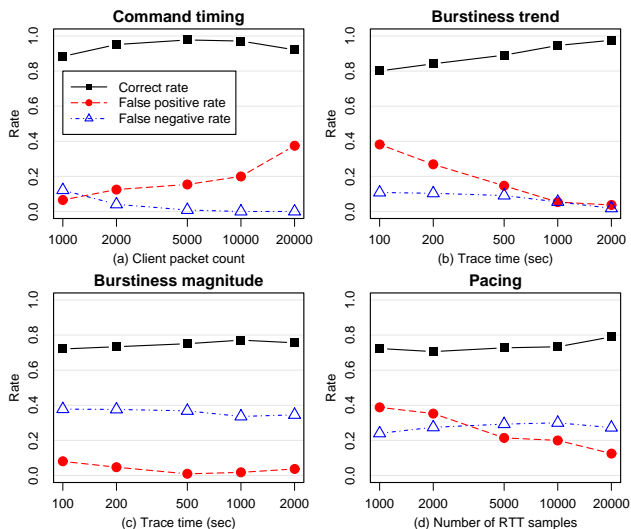 Command timing
Rate
0.0 0.2 0.4 0.6 0.8 1.0
Correct rate
False positive rate
False negative rate
1000 2000 5000 10000 20000
(a) Client packet count
Burstiness trend
Rate
0.0 0.2 0.4 0.6 0.8 1.0
100 200 500 1000 2000
(b) Trace time (sec)
Burstiness magnitude
Rate
0.0 0.2 0.4 0.6 0.8 1.0
100 200 500 1000 2000
(c) Trace time (sec)
Pacing
Rate
0.0 0.2 0.4 0.6 0.8 1.0
1000 2000 5000 10000 20000
(d) Number of RTT samples